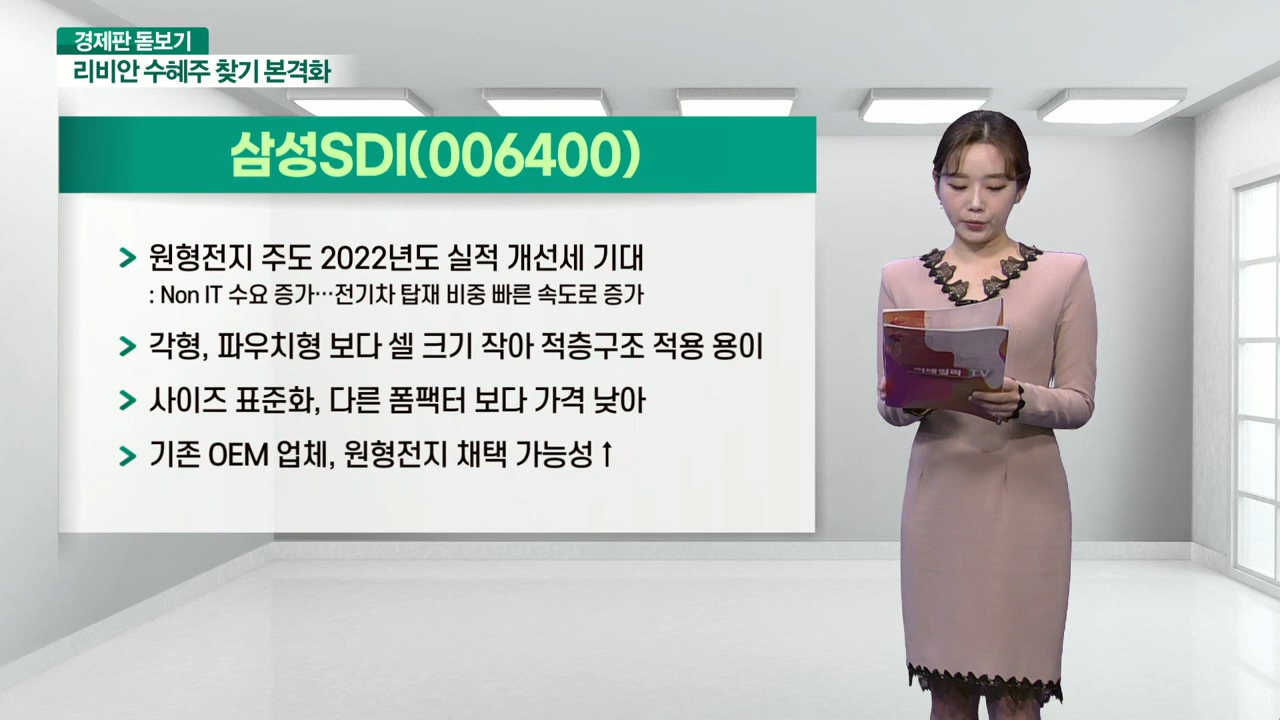 경제판 돋보기
리비안 수혜주 찾기 본격화
삼성SDI(006400)
> 원형전지 주도 2022년도 실적 개선세 기대
: Non IT 수요 증가…전기차 탑재 비중 빠른 속도로 증가
> 각형, 파우치형 보다 셀 크기 작아 적층구조 적용 용이
> 사이즈 표준화, 다른 폼팩터 보다 가격 낮아
> 기존 OEM 업체, 원형전지 채택 가능성↑
이데일리 TV